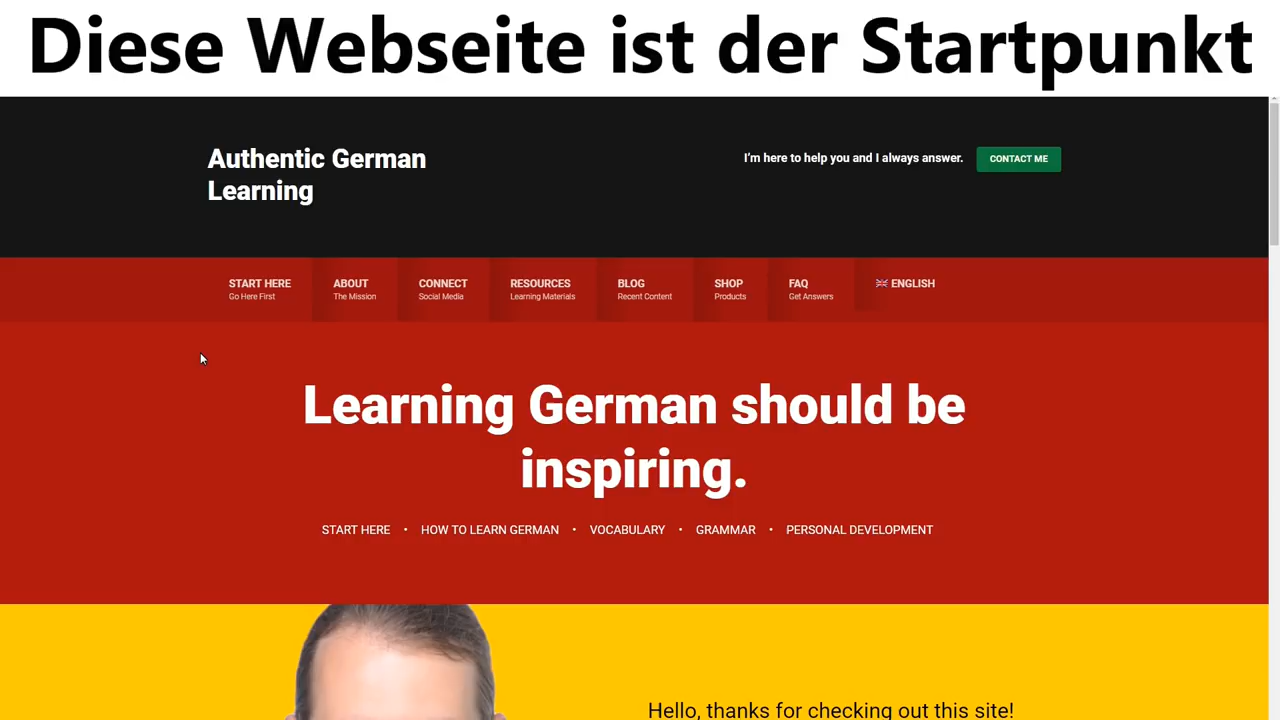 Diese Webseite ist der Startpunkt
Authentic German
Learning
I'm here to help you and I always answer.
CONTACT ME
START HERE
Go Here First
ABOUT
The Mission
CONNECT
Social Media
RESOURCES
Learning Materials
BLOG
Recent Content
SHOP
Products
FAQ
Get Answers
ENGLISH
Learning German should be
inspiring.
START HERE • HOW TO LEARN GERMAN • VOCABULARY • GRAMMAR • PERSONAL DEVELOPMENT
Hello, thanks for checking out this site!